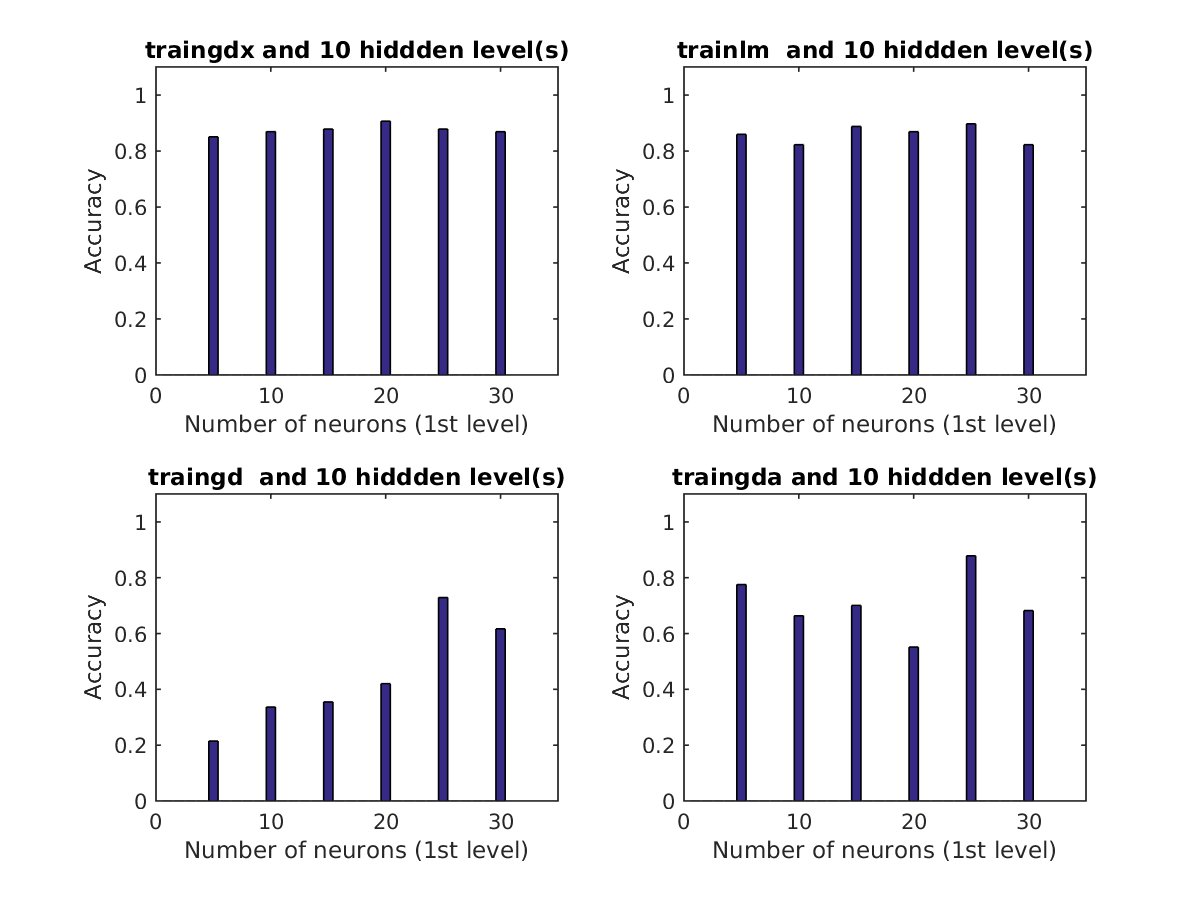 traingdx and 10 hiddden level(s)
1
0.8
0.6
0.4
0.2
0
Accuracy
0 10 20 30
Number of neurons (1st level)
trainlm  and 10 hiddden level(s)
1
0.8
0.6
0.4
0.2
0
Accuracy
0 10 20 30
Number of neurons (1st level)
traingd  and 10 hiddden level(s)
1
0.8
0.6
0.4
0.2
0
Accuracy
0 10 20 30
Number of neurons (1st level)
traingda and 10 hiddden level(s)
1
0.8
0.6
0.4
0.2
0
Accuracy
0 10 20 30
Number of neurons (1st level)